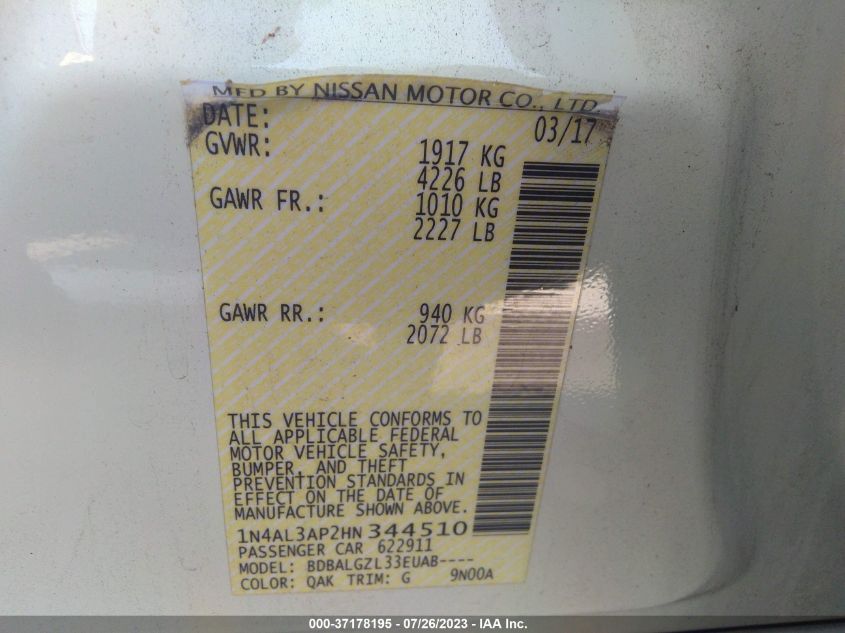 MFD BY NISSAN MOTOR CO., LTD.
DATE: 03/17
GVWR: 1917 KG
4226 LB
GAWR FR.: 1010 KG
2227 LB
GAWR RR.: 940 KG
2072 LB
THIS VEHICLE CONFORMS TO
ALL APPLICABLE FEDERAL
MOTOR VEHICLE SAFETY,
BUMPER, AND THEFT
PREVENTION STANDARDS IN
EFFECT ON THE DATE OF
MANUFACTURE SHOWN ABOVE.
1N4AL3AP2HN344510
PASSENGER CAR 622911
MODEL: BDBALGZL33EUAB----
COLOR: QAK TRIM: G 9N00A
000-37178195 - 07/26/2023 - IAA Inc.